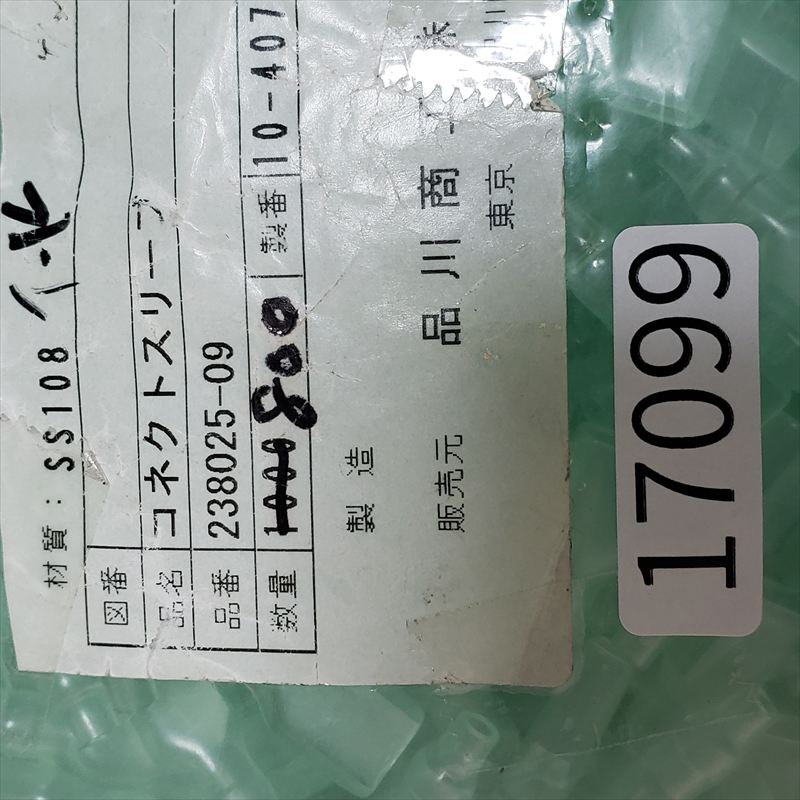 材質：SS108
図番
品名 コネクトスリーブ
品番 238025-09
数量 1000 800 製番 10-407
製造
販売元 品川商
東京
17099